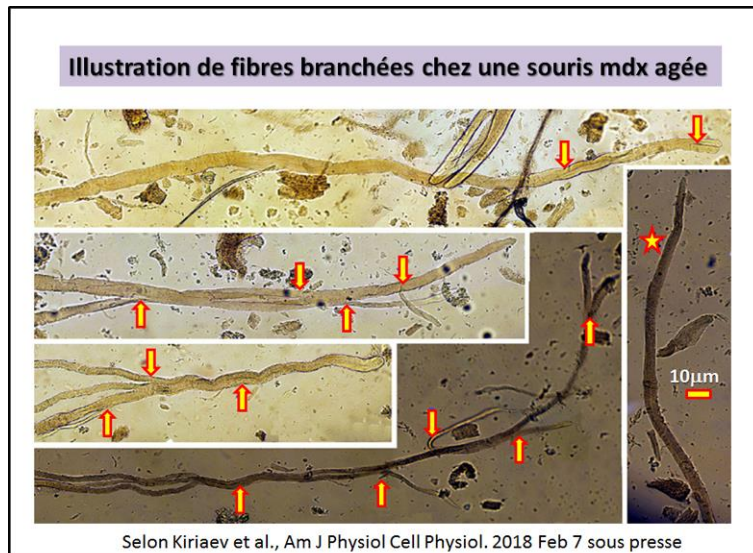 Illustration de fibres branchées chez une souris mdx agée
10μm
Selon Kiriaev et al., Am J Physiol Cell Physiol. 2018 Feb 7 sous presse